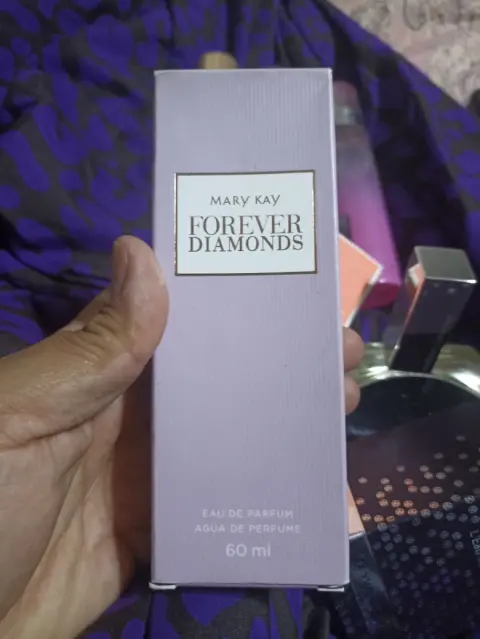 MARY KAY
FOREVER
DIAMONDS
EAU DE PARFUM
AGUA DE PERFUME
60 ml